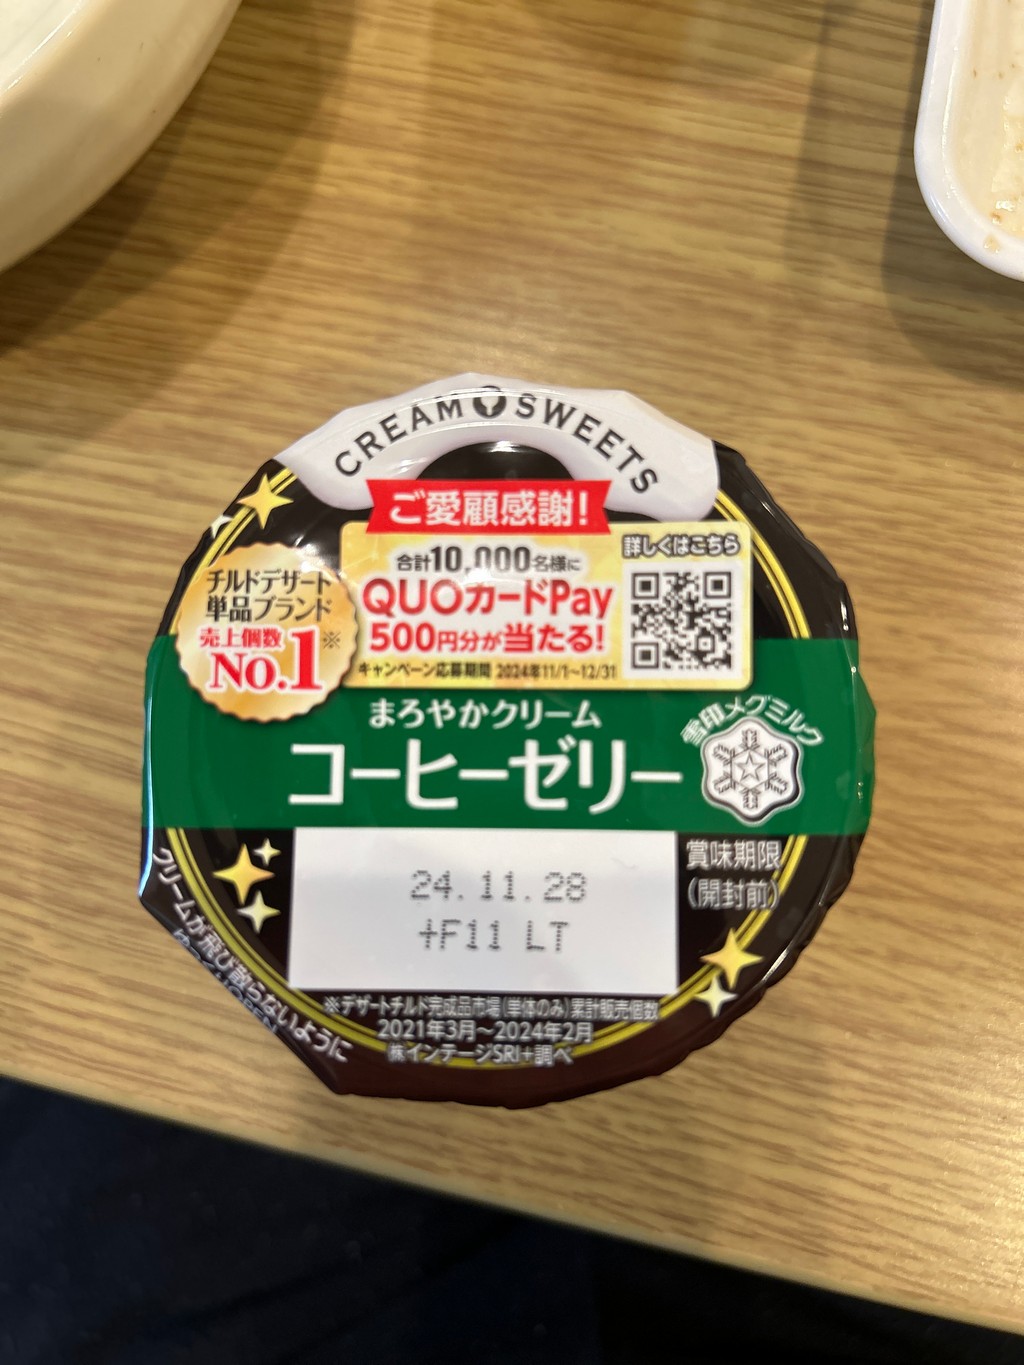 CREAM SWEETS
ご愛顧感謝!
合計10,000名様に
QUOカードPay
500円分が当たる!
キャンペーン応募期間 2024年11/1~12/31
詳しくはこちら
チルドデザート
単品ブランド
売上個数※
No.1
まろやかクリーム
コーヒーゼリー
雪印メグミルク
24.11.28
+F11 LT
賞味期限
(開封前)
クリームが飛び散らないように
※デザートチルド完成品市場(単体のみ)累計販売個数
2021年3月~2024年2月
㈱インテージSRI+調べ